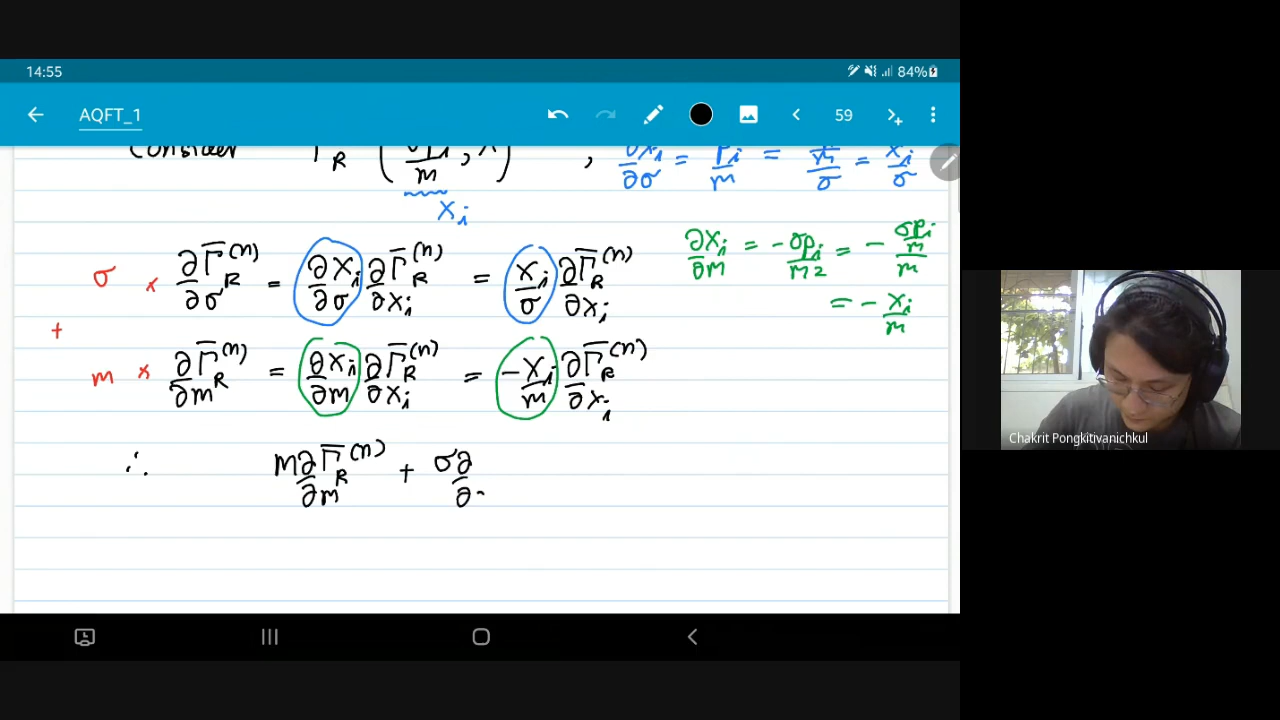 14:55 84%
AQFT_1 59
Consider Γ_R (σp_i/m, λ) , ∂x_i/∂σ = p_i/m = /σ = x_i/σ
x_i
∂x_i/∂m = -σp_i/m2 = - σp_i/m/m
= - x_i/m
σ × ∂Γ̄_R^(n)/∂σ = ∂x_i/∂σ ∂Γ̄_R^(n)/∂x_i = x_i/σ ∂Γ̄_R^(n)/∂x_i
+
m × ∂Γ̄_R^(n)/∂m = ∂x_i/∂m ∂Γ̄_R^(n)/∂x_i = -x_i/m ∂Γ̄_R^(n)/∂x_i
∴ m∂Γ̄_R^(n)/∂m + σ∂/∂
Chakrit Pongkitivanichkul